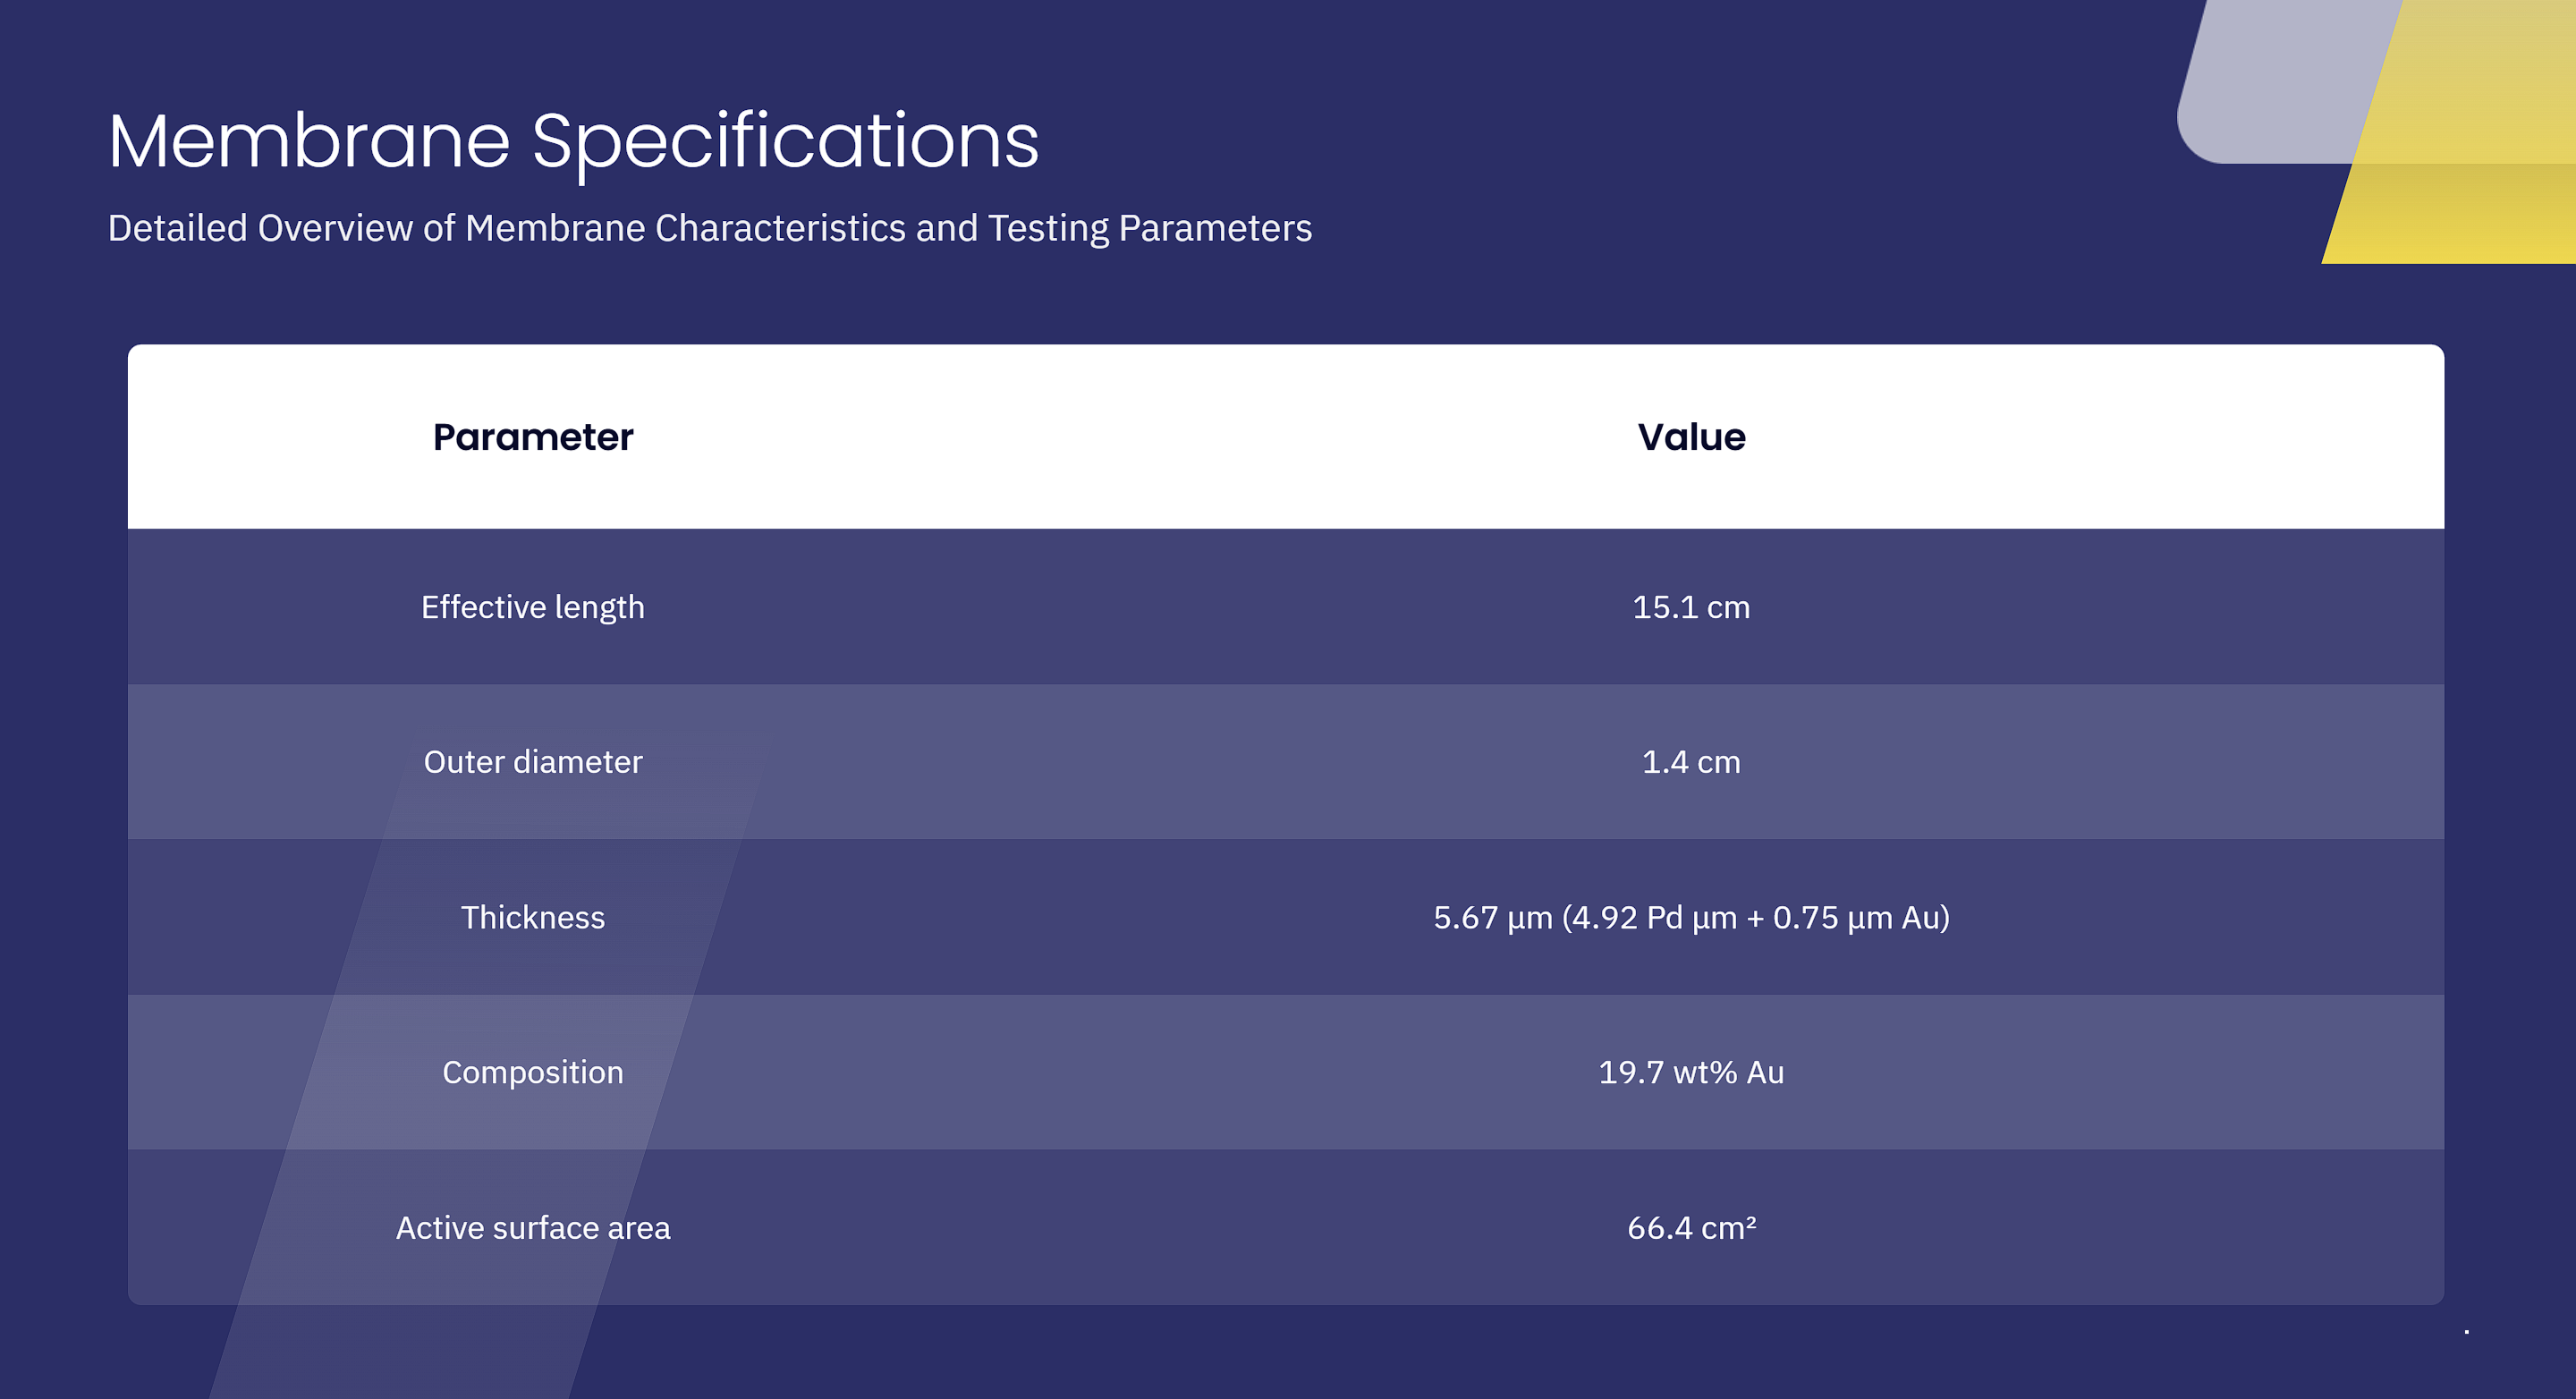 Membrane Specifications
Detailed Overview of Membrane Characteristics and Testing Parameters
Parameter Value
Effective length 15.1 cm
Outer diameter 1.4 cm
Thickness 5.67 µm (4.92 Pd µm + 0.75 µm Au)
Composition 19.7 wt% Au
Active surface area 66.4 cm²
.